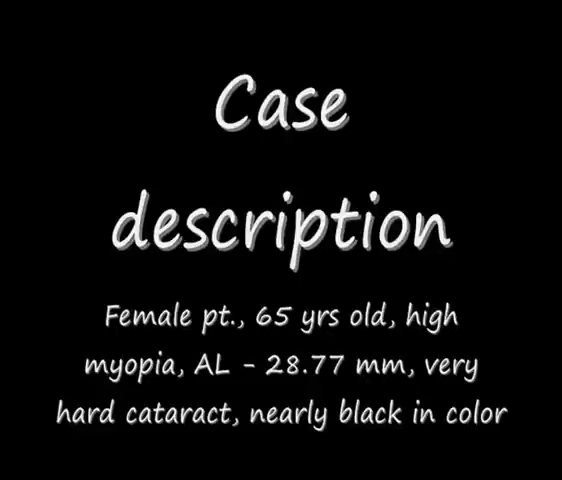 Case
description
Female pt., 65 yrs old, high
myopia, AL - 28.77 mm, very
hard cataract, nearly black in color